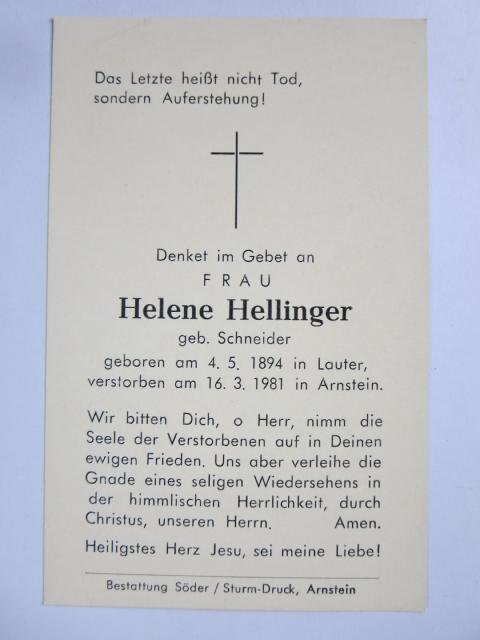 Das Letzte heißt nicht Tod,
sondern Auferstehung!
Denket im Gebet an
FRAU
Helene Hellinger
geb. Schneider
geboren am 4. 5. 1894 in Lauter,
verstorben am 16. 3. 1981 in Arnstein.
Wir bitten Dich, o Herr, nimm die
Seele der Verstorbenen auf in Deinen
ewigen Frieden. Uns aber verleihe die
Gnade eines seligen Wiedersehens in
der himmlischen Herrlichkeit, durch
Christus, unseren Herrn. Amen.
Heiligstes Herz Jesu, sei meine Liebe!
Bestattung Söder / Sturm-Druck, Arnstein